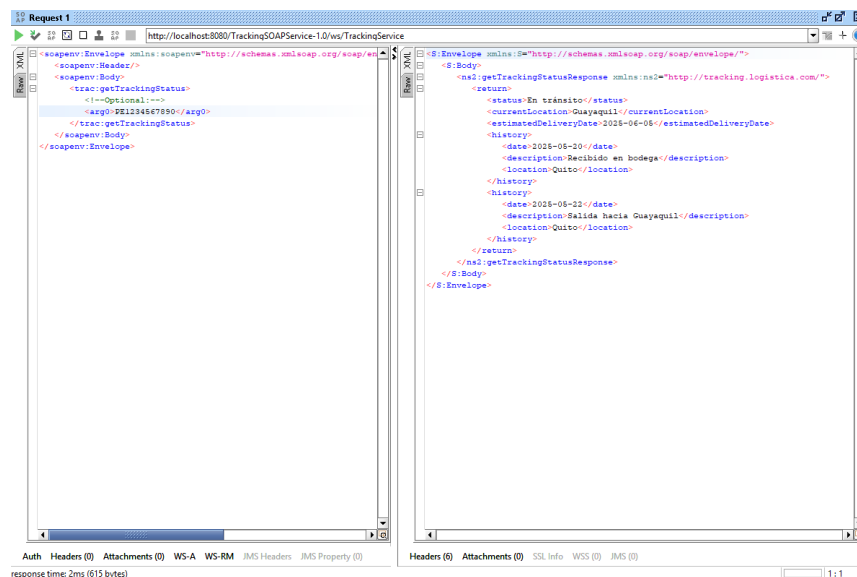 Request 1
http://localhost:8080/TrackingSOAPService-1.0/ws/TrackingService
XML
Raw
<soapenv:Envelope xmlns:soapenv="http://schemas.xmlsoap.org/soap/en
<soapenv:Header/>
<soapenv:Body>
<trac:getTrackingStatus>
<!--Optional:-->
<arg0>PE1234567890</arg0>
</trac:getTrackingStatus>
</soapenv:Body>
</soapenv:Envelope>
XML
Raw
<S:Envelope xmlns:S="http://schemas.xmlsoap.org/soap/envelope/">
<S:Body>
<ns2:getTrackingStatusResponse xmlns:ns2="http://tracking.logistica.com/">
<return>
<status>En tránsito</status>
<currentLocation>Guayaquil</currentLocation>
<estimatedDeliveryDate>2025-06-05</estimatedDeliveryDate>
<history>
<date>2025-05-20</date>
<description>Recibido en bodega</description>
<location>Quito</location>
</history>
<history>
<date>2025-05-22</date>
<description>Salida hacia Guayaquil</description>
<location>Quito</location>
</history>
</return>
</ns2:getTrackingStatusResponse>
</S:Body>
</S:Envelope>
Auth Headers (0) Attachments (0) WS-A WS-RM JMS Headers JMS Property (0)
Headers (6) Attachments (0) SSL Info WSS (0) JMS (0)
response time: 2ms (615 bytes)
1 : 1